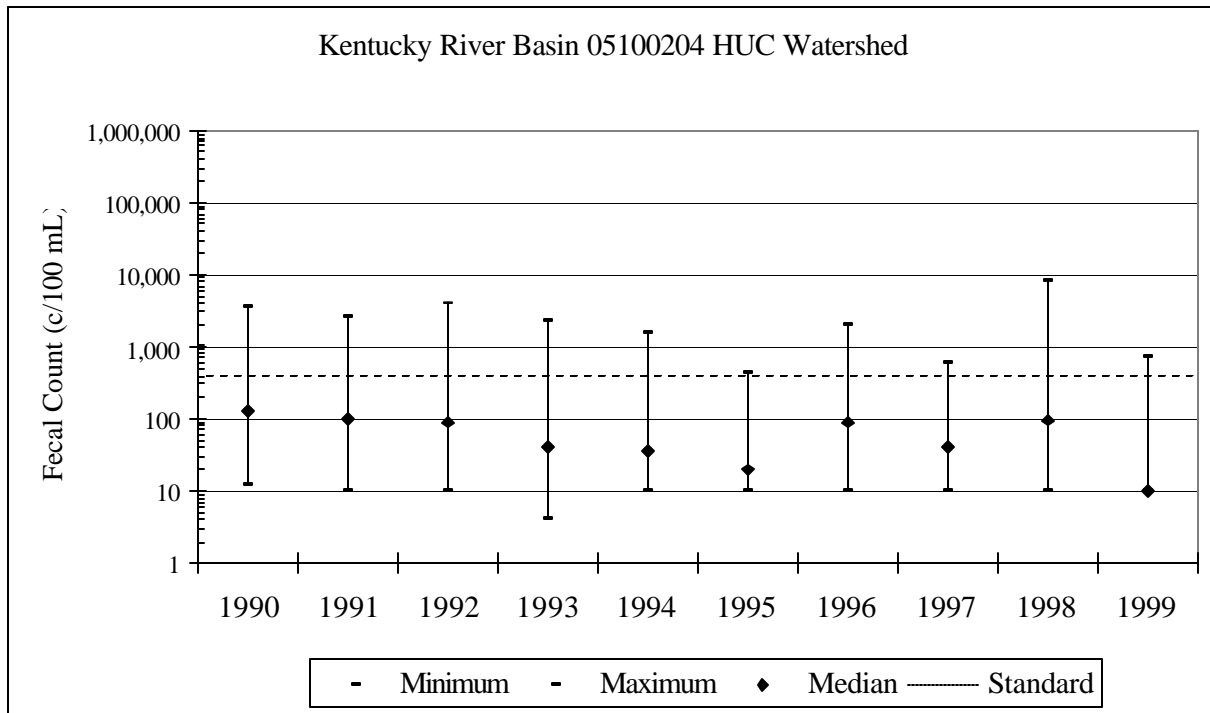 Kentucky River Basin 05100204 HUC Watershed
1,000,000
100,000
10,000
1,000
100
10
1
Fecal Count (c/100 mL)
1990 1991 1992 1993 1994 1995 1996 1997 1998 1999
Minimum Maximum Median Standard